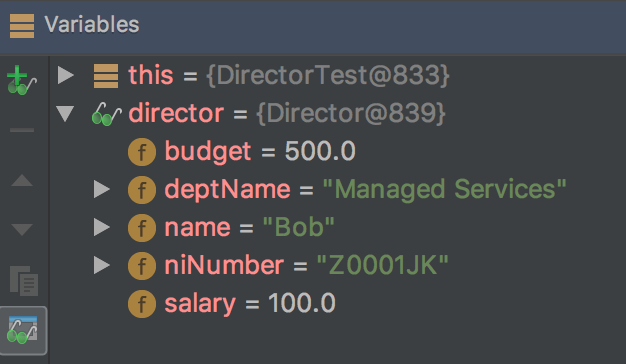 Variables
this = {DirectorTest@833}
director = {Director@839}
f budget = 500.0
f deptName = "Managed Services"
f name = "Bob"
f niNumber = "Z0001JK"
f salary = 100.0